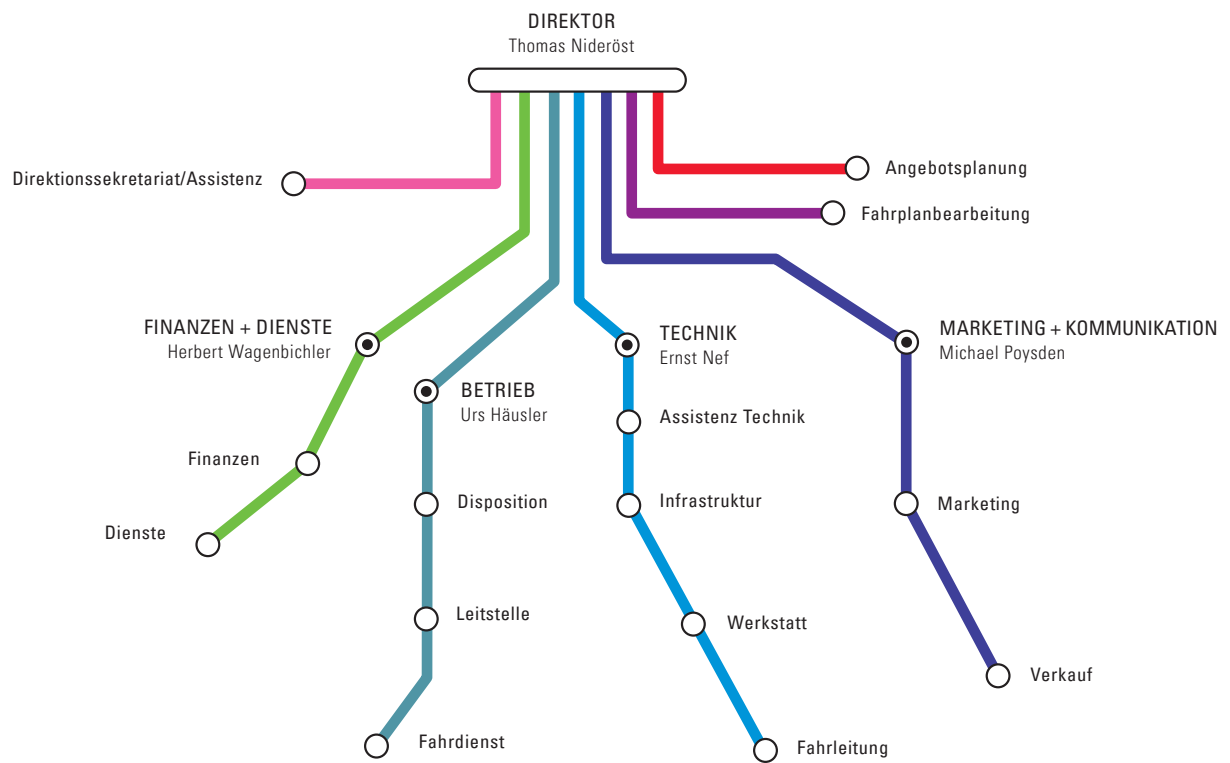 DIREKTOR
Thomas Nideröst
Direktionssekretariat/Assistenz
Angebotsplanung
Fahrplanbearbeitung
FINANZEN + DIENSTE
Herbert Wagenbichler
TECHNIK
Ernst Nef
MARKETING + KOMMUNIKATION
Michael Poysden
BETRIEB
Urs Häusler
Assistenz Technik
Finanzen
Disposition
Infrastruktur
Marketing
Dienste
Leitstelle
Werkstatt
Verkauf
Fahrdienst
Fahrleitung